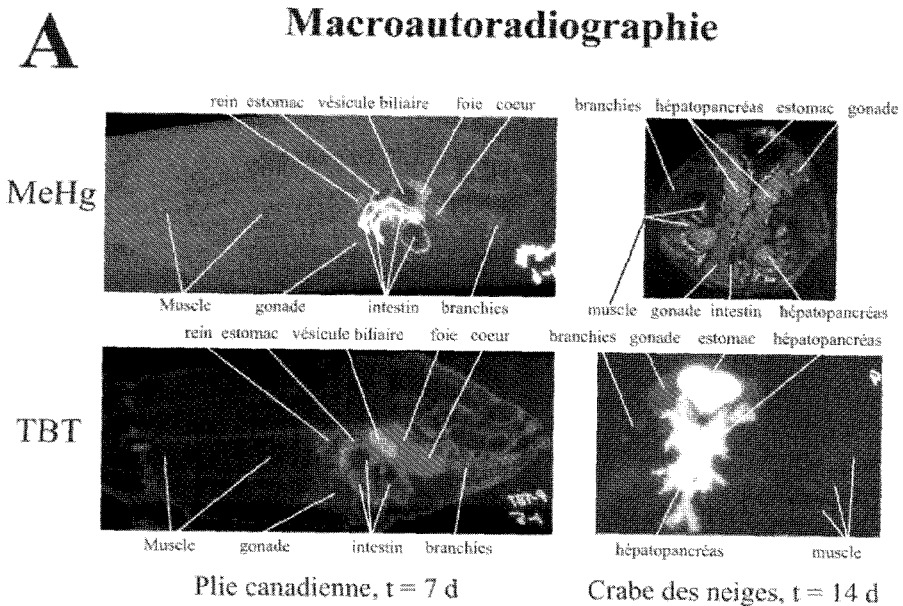 A
Macroautoradiographie
rein estomac vésicule biliaire foie coeur
branchies hépatopancréas estomac gonade
MeHg
Muscle gonade intestin branchies
muscle gonade intestin hépatopancréas
rein estomac vésicule biliaire foie coeur
branchies gonade estomac hépatopancréas
TBT
Muscle gonade intestin branchies
hépatopancréas muscle
Plie canadienne, t = 7 d
Crabe des neiges, t = 14 d